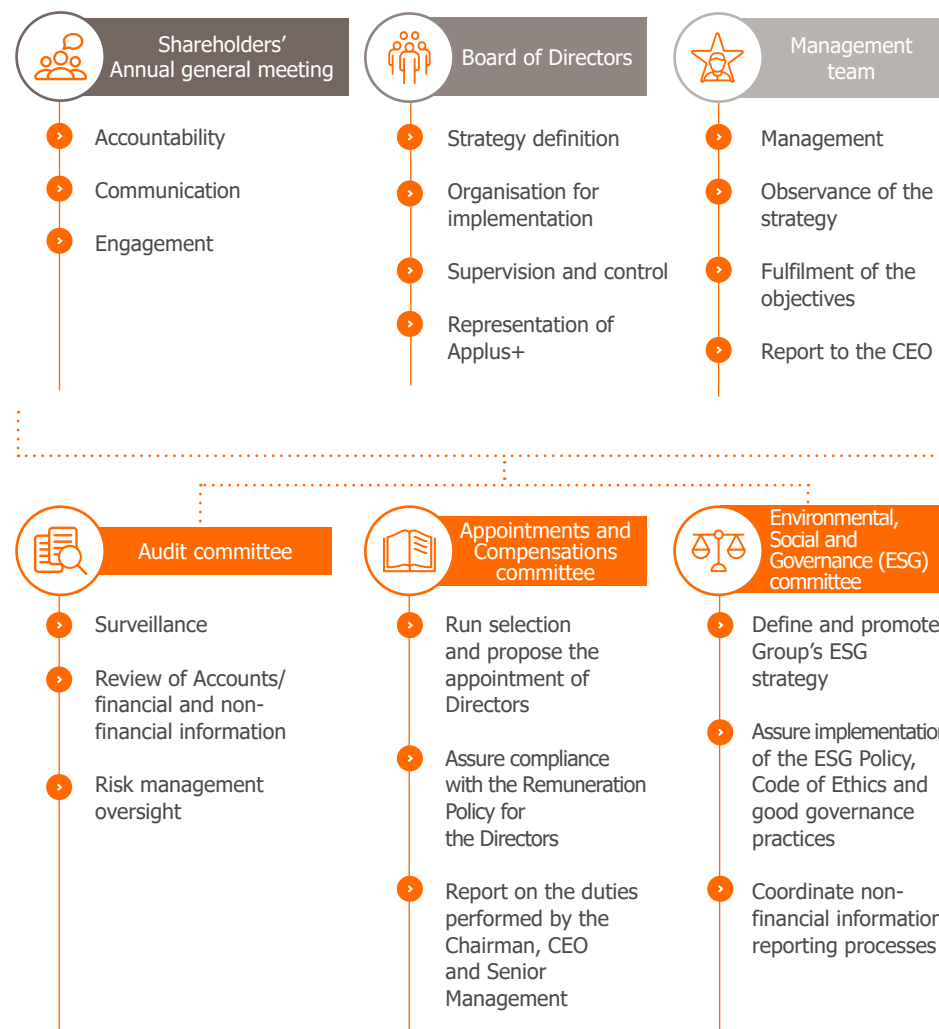 Shareholders’
Annual general meeting
Accountability
Communication
Engagement
Board of Directors
Strategy definition
Organisation for
implementation
Supervision and control
Representation of
Applus+
Management
team
Management
Observance of the
strategy
Fulfilment of the
objectives
Report to the CEO
Audit committee
Surveillance
Review of Accounts/
financial and non-
financial information
Risk management
oversight
Appointments and
Compensations
committee
Run selection
and propose the
appointment of
Directors
Assure compliance
with the Remuneration
Policy for
the Directors
Report on the duties
performed by the
Chairman, CEO
and Senior
Management
Environmental,
Social and
Governance (ESG)
committee
Define and promote
Group’s ESG
strategy
Assure implementation
of the ESG Policy,
Code of Ethics and
good governance
practices
Coordinate non-
financial information
reporting processes